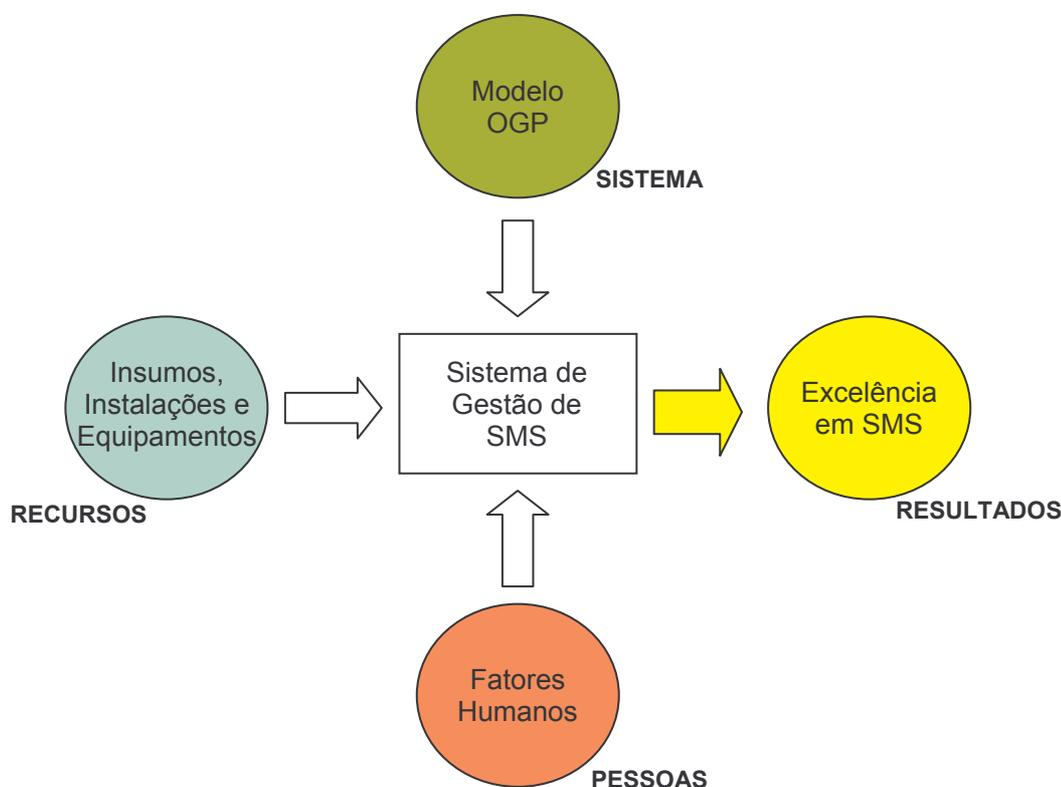 Modelo
OGP
SISTEMA
Insumos,
Instalações e
Equipamentos
RECURSOS
Sistema de
Gestão de
SMS
Excelência
em SMS
RESULTADOS
Fatores
Humanos
PESSOAS